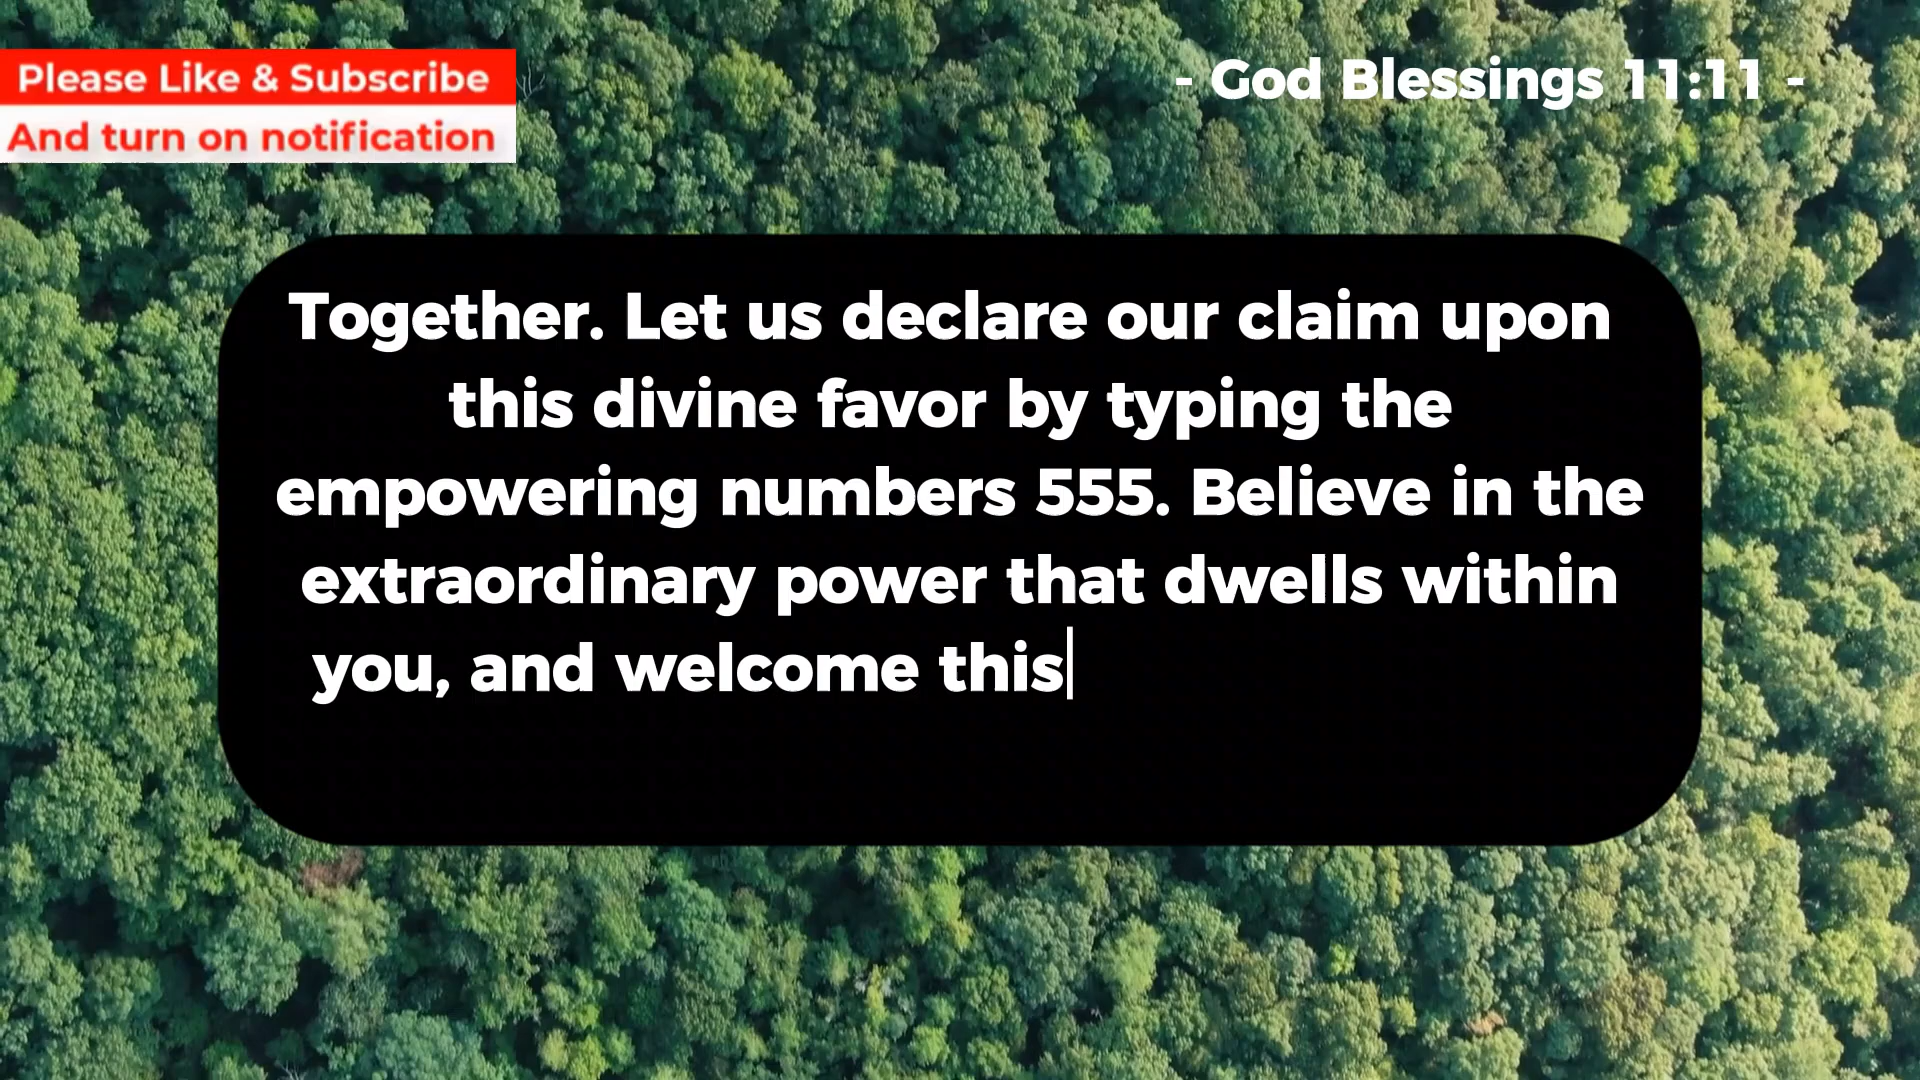 Please Like & Subscribe
And turn on notification
- God Blessings 11:11 -
Together. Let us declare our claim upon
this divine favor by typing the
empowering numbers 555. Believe in the
extraordinary power that dwells within
you, and welcome this